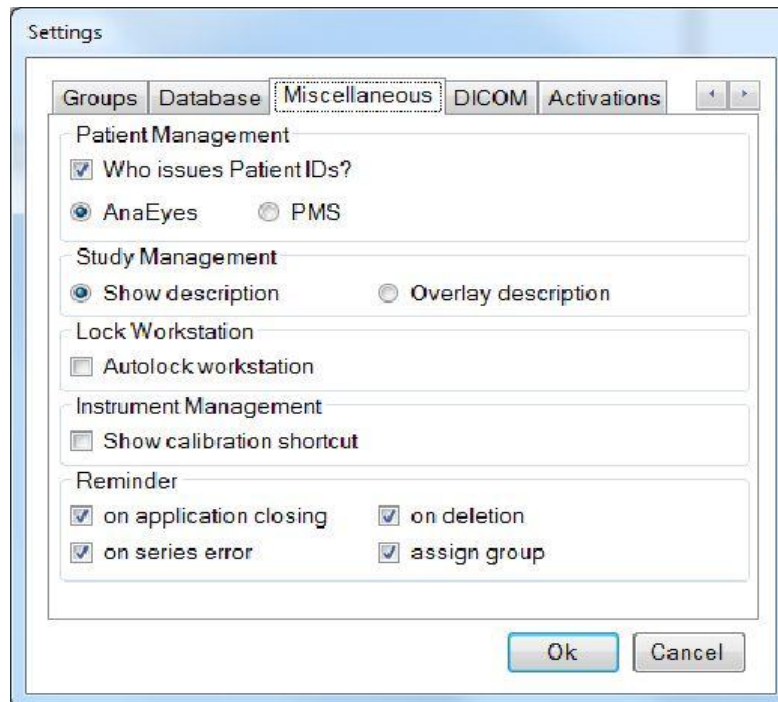 Settings
Groups Database Miscellaneous DICOM Activations
Patient Management
Who issues Patient IDs?
AnaEyes PMS
Study Management
Show description Overlay description
Lock Workstation
Autolock workstation
Instrument Management
Show calibration shortcut
Reminder
on application closing on deletion
on series error assign group
Ok Cancel